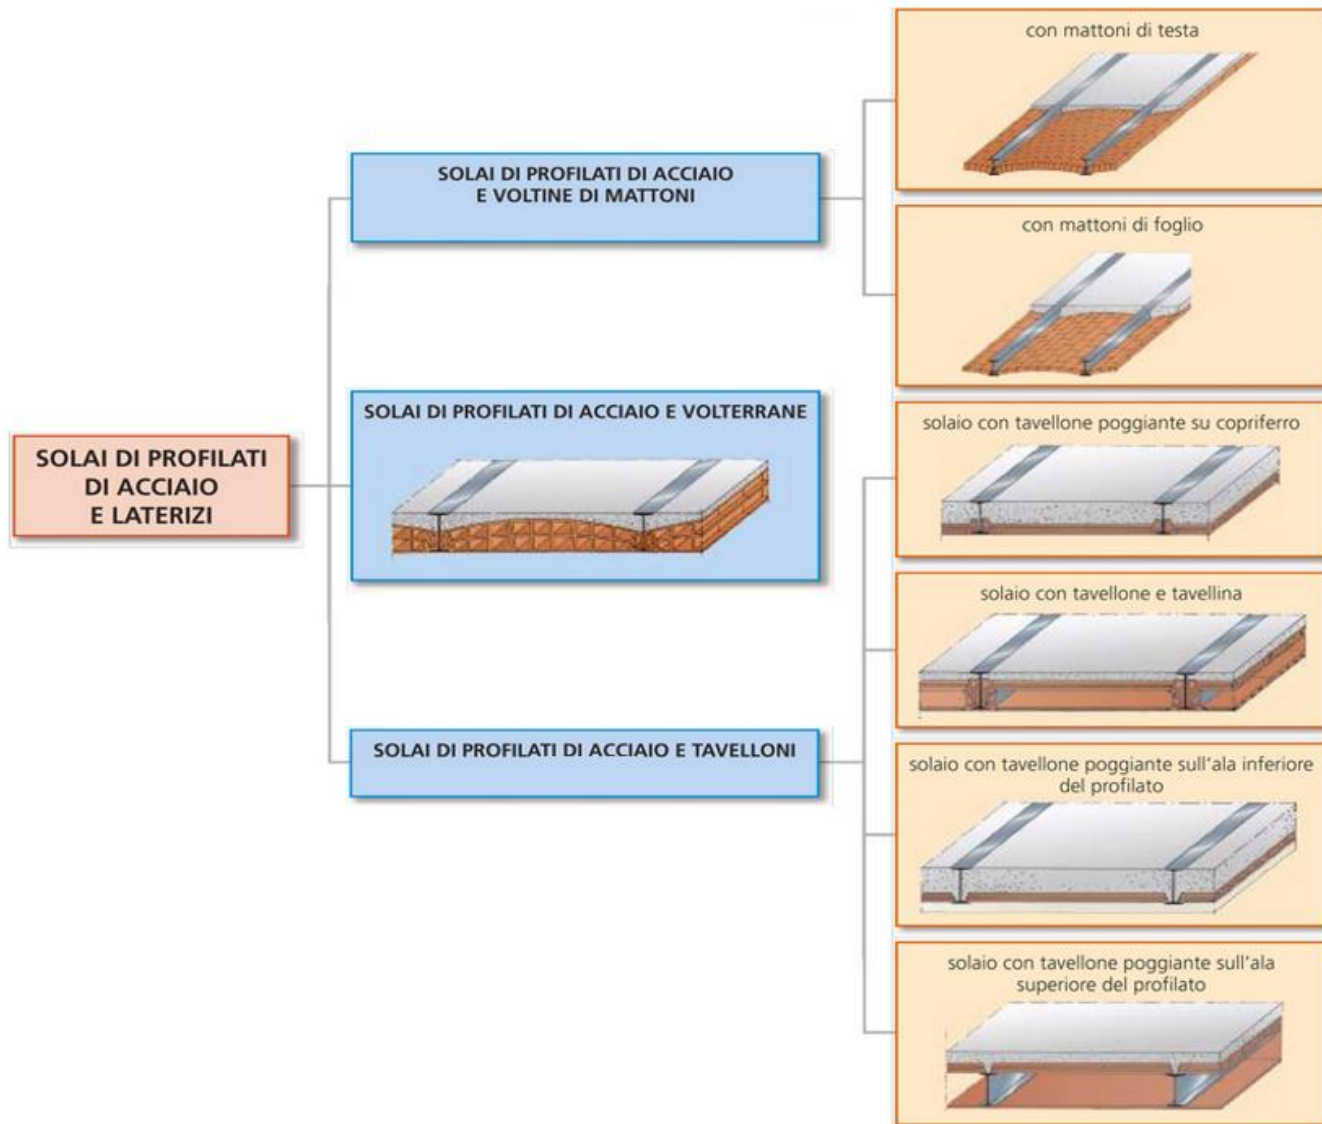 SOLAI DI PROFILATI
DI ACCIAIO
E LATERIZI
SOLAI DI PROFILATI DI ACCIAIO
E VOLTINE DI MATTONI
con mattoni di testa
con mattoni di foglio
SOLAI DI PROFILATI DI ACCIAIO E VOLTERRANE
SOLAI DI PROFILATI DI ACCIAIO E TAVELLONI
solaio con tavellone poggiante su copriferro
solaio con tavellone e tavellina
solaio con tavellone poggiante sull'ala inferiore
del profilato
solaio con tavellone poggiante sull'ala
superiore del profilato